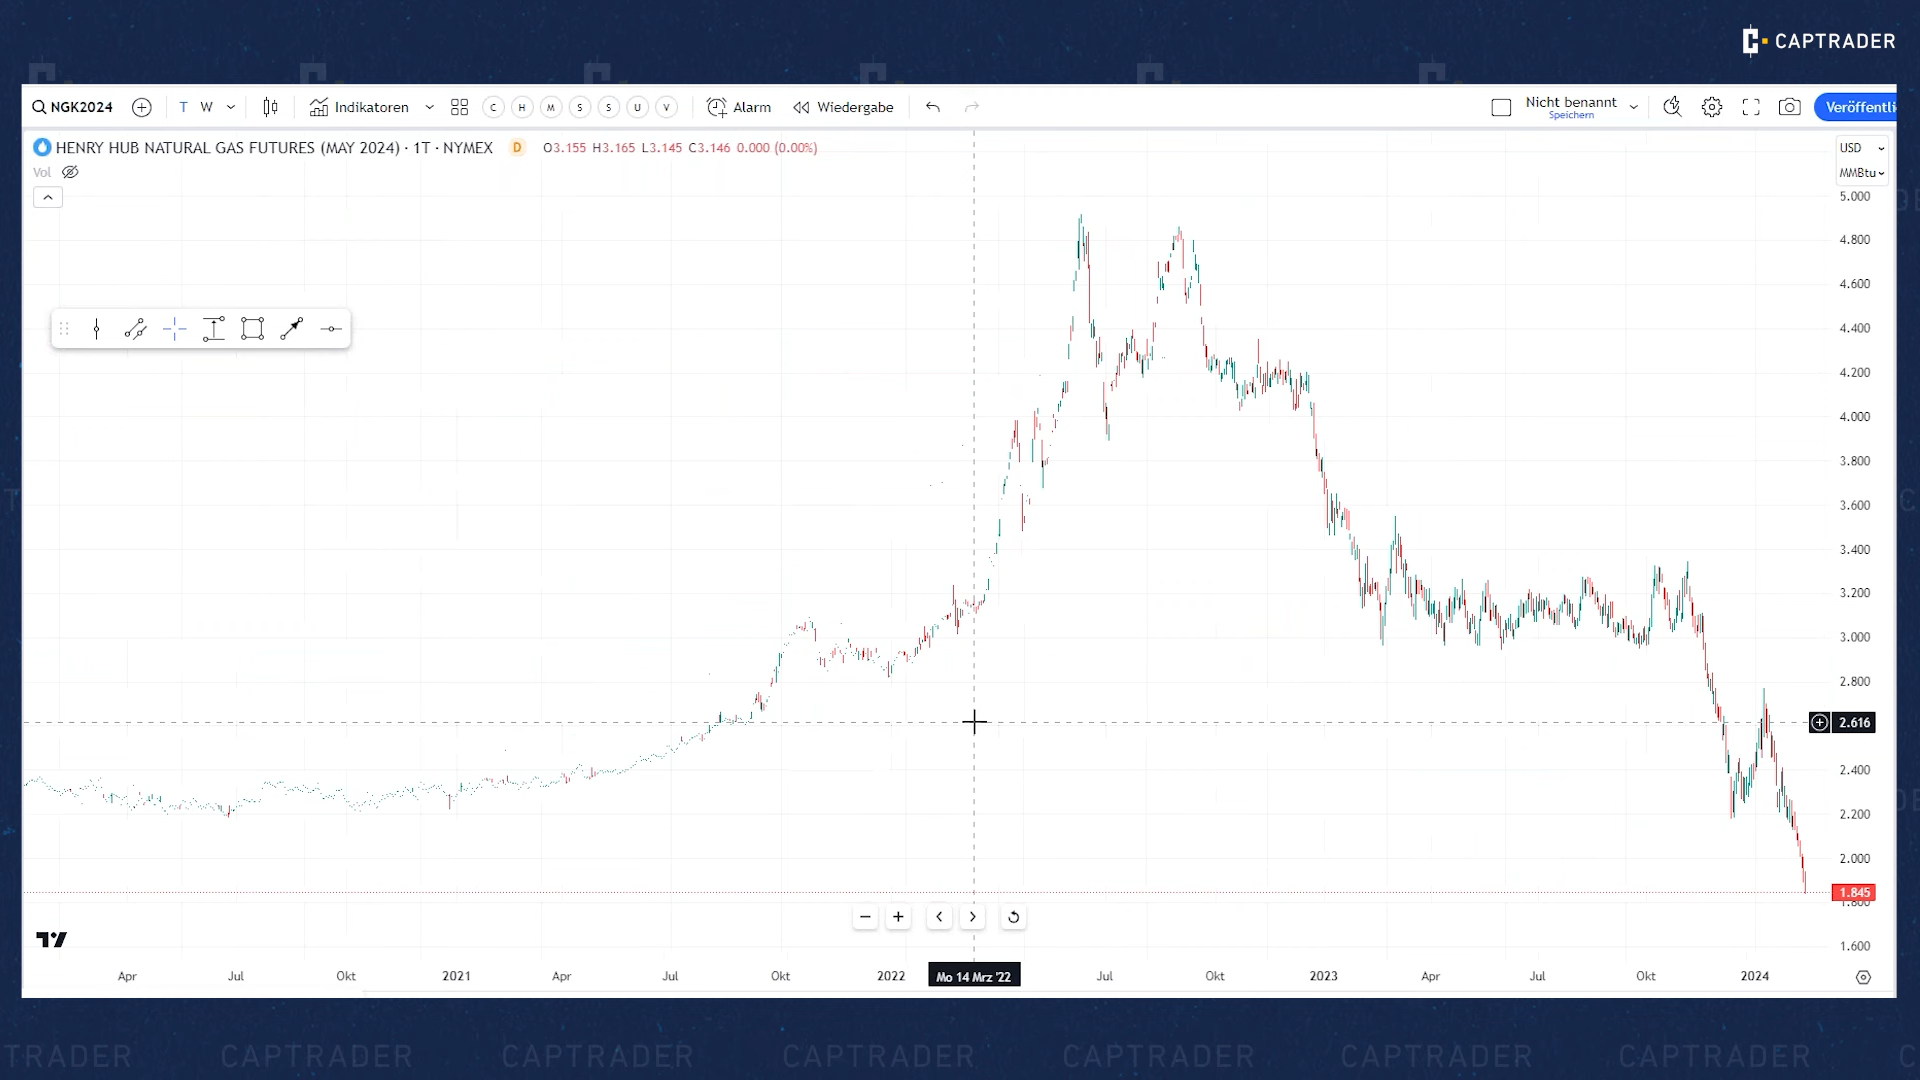 CAPTRADER
NGK2024 T W Indikatoren C H M S S U V Alarm Wiedergabe Nicht benannt Speichern Veröffentli
HENRY HUB NATURAL GAS FUTURES (MAY 2024) · 1T · NYMEX D O3.155 H3.165 L3.145 C3.146 0.000 (0.00%)
USD
Vol
MMBtu
5.000
4.800
4.600
4.400
4.200
4.000
3.800
3.600
3.400
3.200
3.000
2.800
2.616
2.400
2.200
2.000
1.845
1.800
1.600
Apr Jul Okt 2021 Apr Jul Okt 2022 Mo 14 Mrz '22 Jul Okt 2023 Apr Jul Okt 2024
TRADER CAPTRADER CAPTRADER CAPTRADER CAPTRADER CAPTRADER CAPTRADER